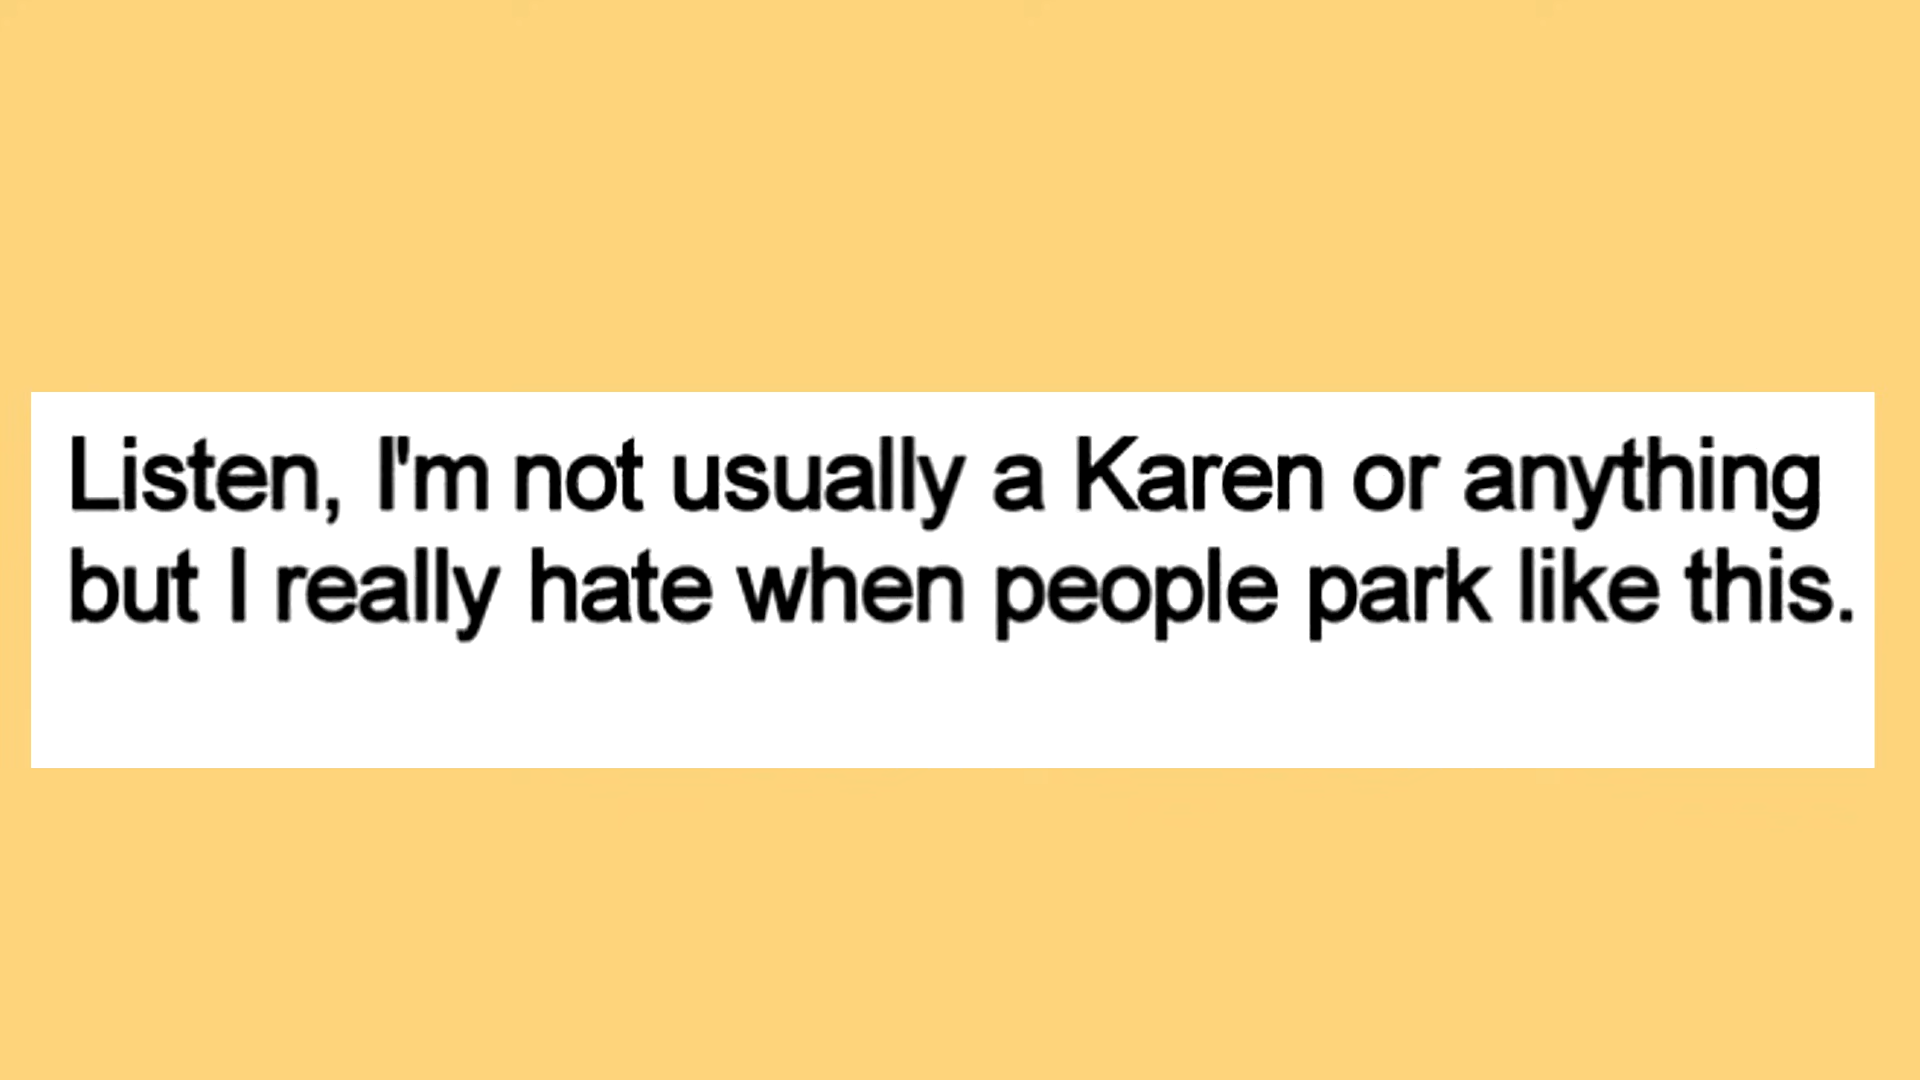 Listen, I'm not usually a Karen or anything
but I really hate when people park like this.